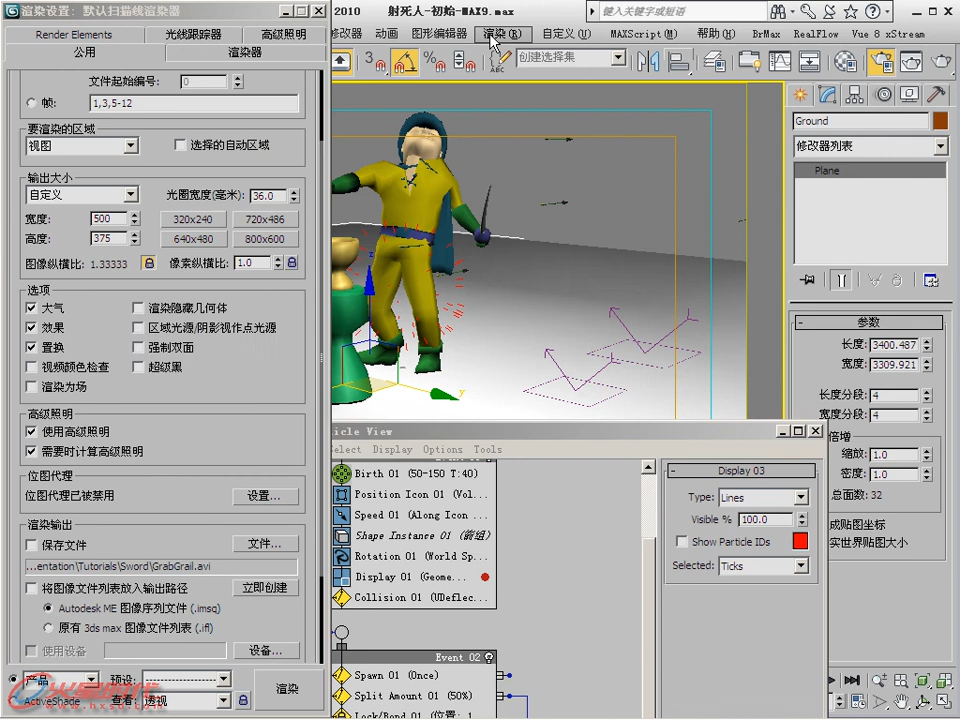 渲染设置: 默认扫描线渲染器
2010 射死人-初始-MAX9.max
键入关键字或短语
Render Elements 光线跟踪器 高级照明
公用 渲染器
修改器 动画 图形编辑器 渲染(R) 自定义(U) MAXScript(M) 帮助(H) BrMax RealFlow Vue 8 xStream
3 % ABC 创建选择集
文件起始编号: 0
帧: 1,3,5-12
要渲染的区域
视图 选择的自动区域
输出大小
自定义 光圈宽度(毫米): 36.0
宽度: 500 320x240 720x486
高度: 375 640x480 800x600
图像纵横比: 1.33333 像素纵横比: 1.0
选项
大气 渲染隐藏几何体
效果 区域光源/阴影视作点光源
置换 强制双面
视频颜色检查 超级黑
渲染为场
高级照明
使用高级照明
需要时计算高级照明
位图代理
位图代理已被禁用 设置...
渲染输出
保存文件 文件...
...entation\Tutorials\Sword\GrabGrail.avi
将图像文件列表放入输出路径 立即创建
Autodesk ME 图像序列文件 (.imsq)
原有 3ds max 图像文件列表 (.ifl)
使用设备 设备...
产品 预设: --------------------
ActiveShade 查看: 透视
渲染
火星时代
www.hxsd.com
z
y
icle View
Select Display Options Tools
Birth 01 (50-150 T:40)
Position Icon 01 (Vol...
Speed 01 (Along Icon ...
Shape Instance 01 (箭组)
Rotation 01 (World Sp...
Display 01 (Geome...
Collision 01 (UDeflec...
Event 02
Spawn 01 (Once)
Split Amount 01 (50%)
Lock/Bond 01 (位置: 1
- Display 03
Type: Lines
Visible % 100.0
Show Particle IDs
Selected: Ticks
Ground
修改器列表
Plane
- 参数
长度: 3400.487
宽度: 3309.921
长度分段: 4
宽度分段: 4
倍增
缩放: 1.0
密度: 1.0
总面数: 32
成贴图坐标
实世界贴图大小